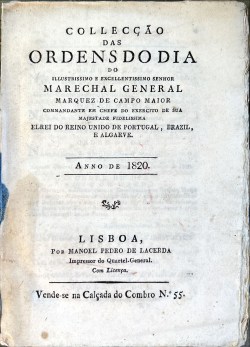 COLLECÇÃO
DAS
ORDENS DO DIA
DO
ILLUSTRISSIMO E EXCELLENTISSIMO SENHOR
MARECHAL GENERAL
MARQUEZ DE CAMPO MAIOR
COMMANDANTE EM CHEFE DO EXERCITO DE SUA
MAJESTADE FIDELISSIMA
ELREI DO REINO UNIDO DE PORTUGAL, BRAZIL,
E ALGARVE.
ANNO DE 1820.
LISBOA,
POR MANOEL PEDRO DE LACERDA
Impressor do Quartel-General.
Com Licença.
Vende-se na Calçada do Combro N.º 55.